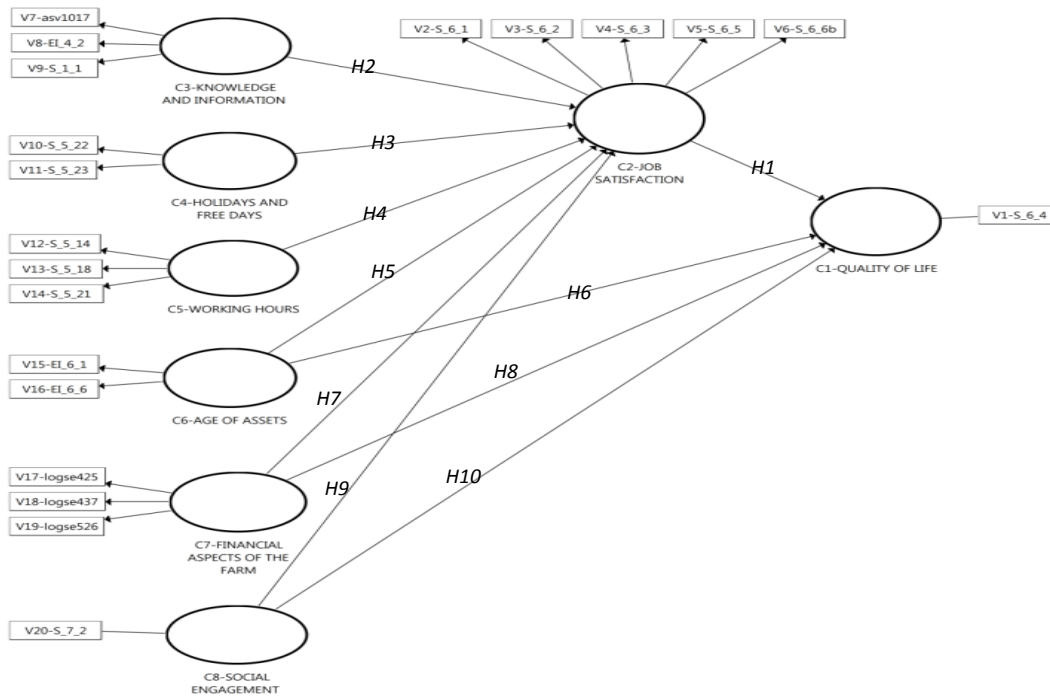 V7-asv1017
V8-EI_4_2
V9-S_1_1
C3-KNOWLEDGE
AND INFORMATION
V2-S_6_1
V3-S_6_2
V4-S_6_3
V5-S_6_5
V6-S_6_6b
H2
C2-JOB
SATISFACTION
V10-S_5_22
V11-S_5_23
C4-HOLIDAYS AND
FREE DAYS
H3
H1
V1-S_6_4
C1-QUALITY OF LIFE
V12-S_5_14
V13-S_5_18
V14-S_5_21
C5-WORKING HOURS
H4
H5
H6
V15-EI_6_1
V16-EI_6_6
C6-AGE OF ASSETS
H7
H8
V17-logse425
V18-logse437
V19-logse526
C7-FINANCIAL
ASPECTS OF THE
FARM
H9
H10
V20-S_7_2
C8-SOCIAL
ENGAGEMENT